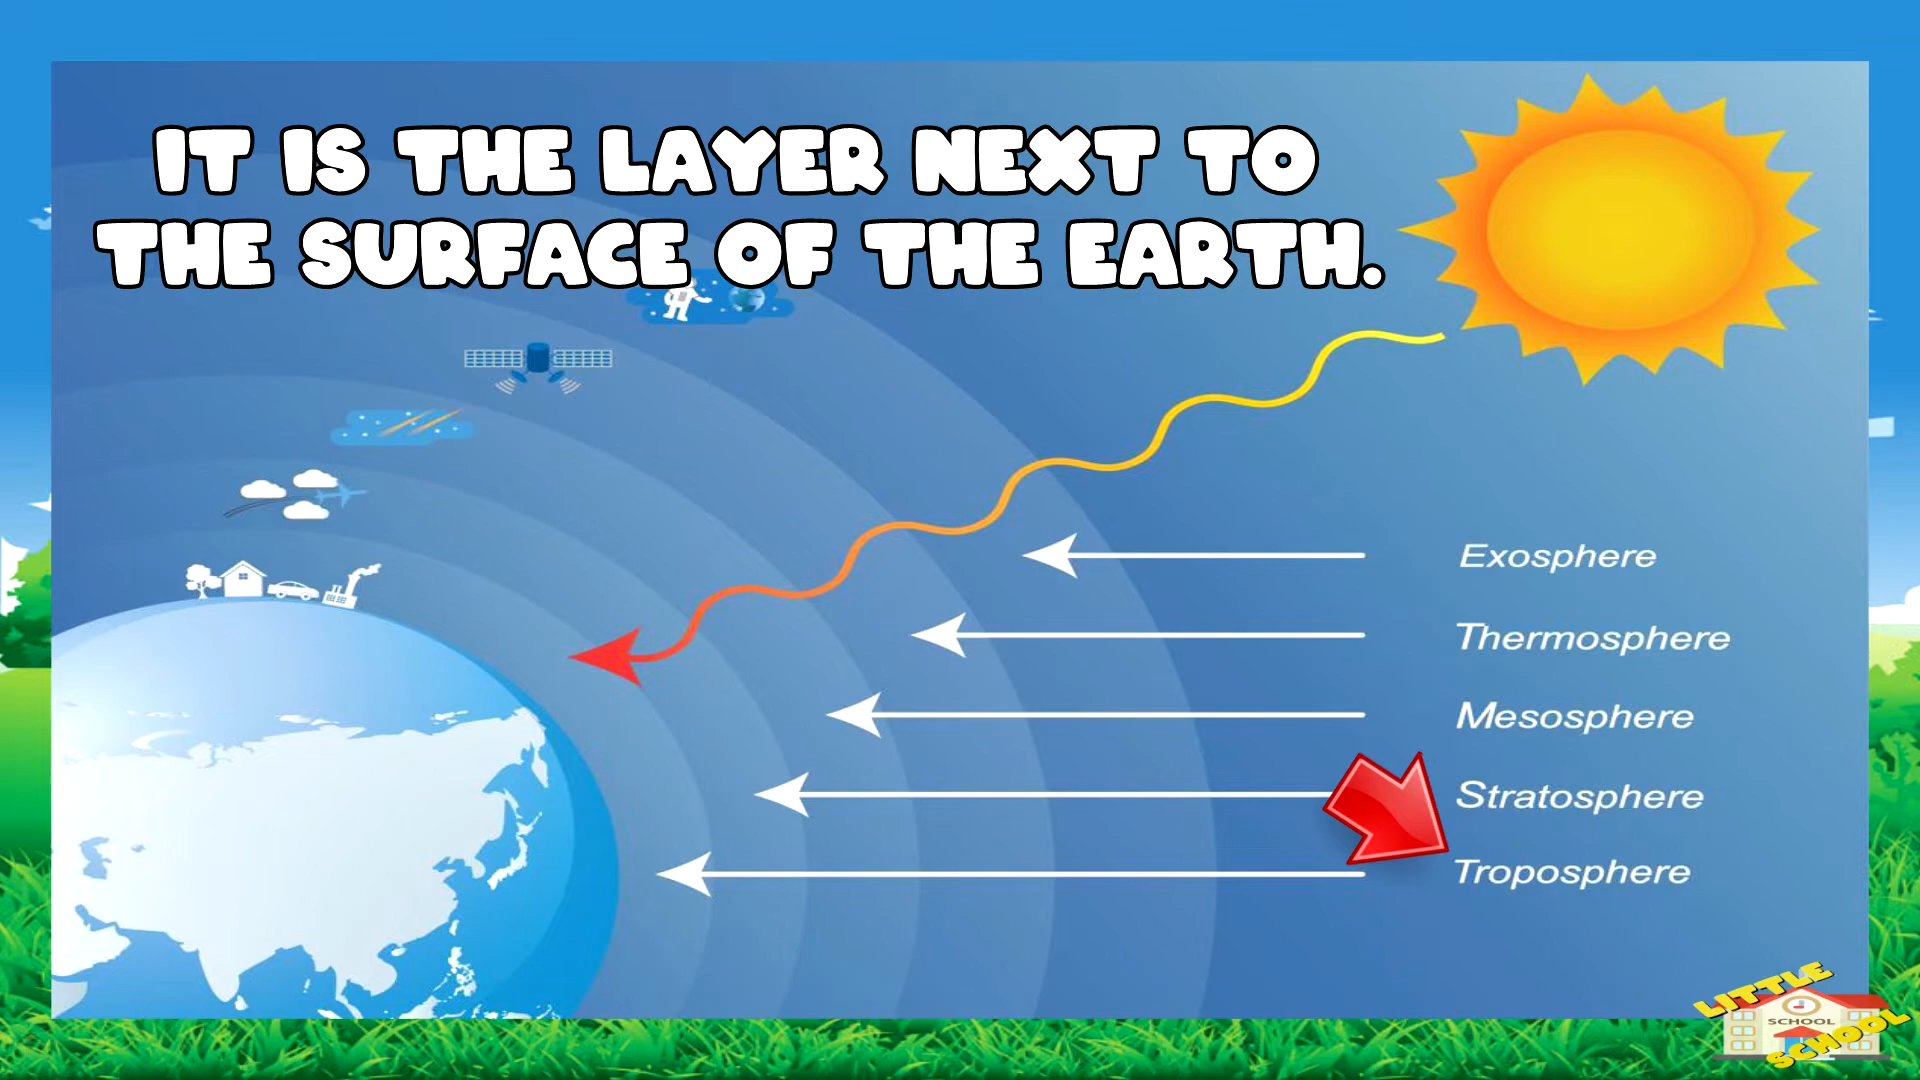 IT IS THE LAYER NEXT TO
THE SURFACE OF THE EARTH.
Exosphere
Thermosphere
Mesosphere
Stratosphere
Troposphere
LITTLE
SCHOOL
SCHOOL